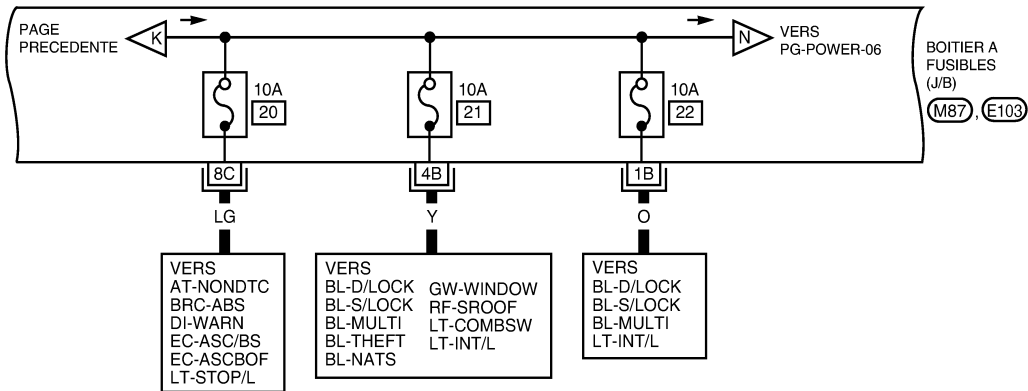 PAGE
PRECEDENTE
K
N
VERS
PG-POWER-06
BOITIER A
FUSIBLES
(J/B)
M87 , E103
10A
20
10A
21
10A
22
8C
4B
1B
LG
Y
O
VERS
AT-NONDTC
BRC-ABS
DI-WARN
EC-ASC/BS
EC-ASCBOF
LT-STOP/L
VERS
BL-D/LOCK
BL-S/LOCK
BL-MULTI
BL-THEFT
BL-NATS
GW-WINDOW
RF-SROOF
LT-COMBSW
LT-INT/L
VERS
BL-D/LOCK
BL-S/LOCK
BL-MULTI
LT-INT/L